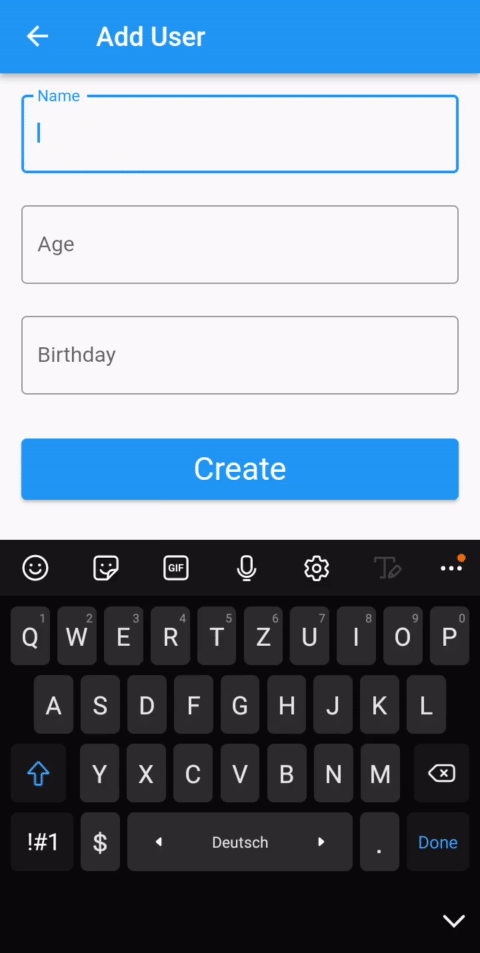 Add User
Name
Age
Birthday
Create
GIF
1 2 3 4 5 6 7 8 9 0
Q W E R T Z U I O P
A S D F G H J K L
Y X C V B N M
!#1 $ Deutsch . Done